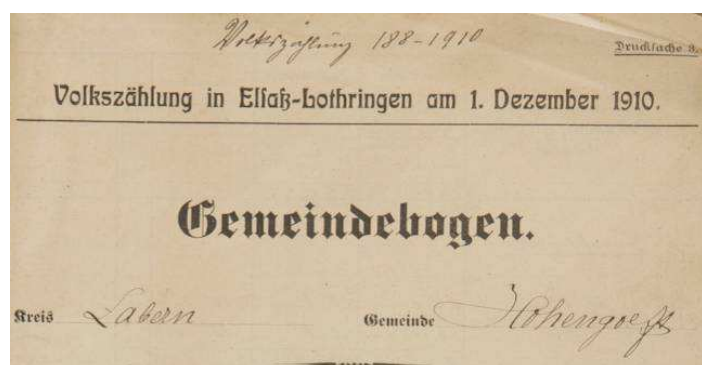 Volkszählung 188-1910
Drucksache 3.
Volkszählung in Elsaß-Lothringen am 1. Dezember 1910.
Gemeindebogen.
Kreis Zabern Gemeinde Hohengoeft